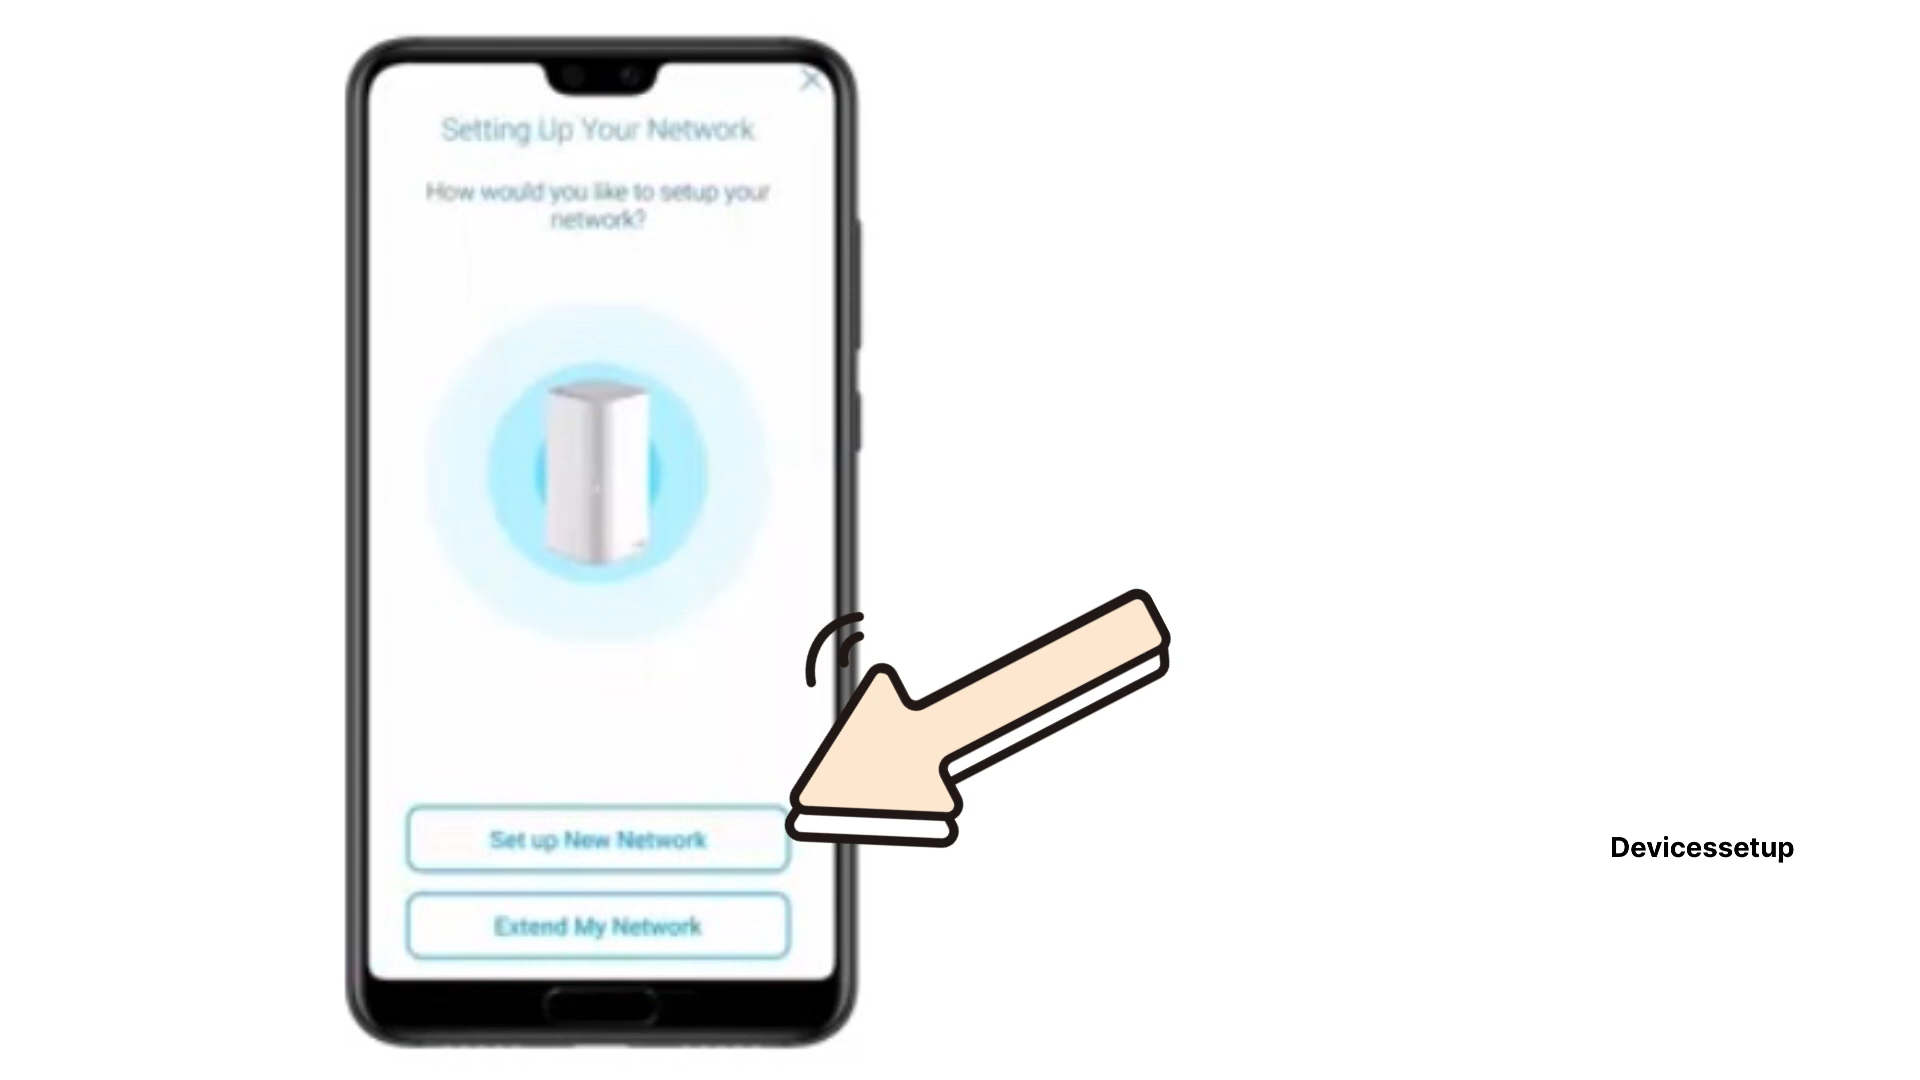 Setting Up Your Network
How would you like to setup your
network?
Set up New Network
Extend My Network
Devicessetup